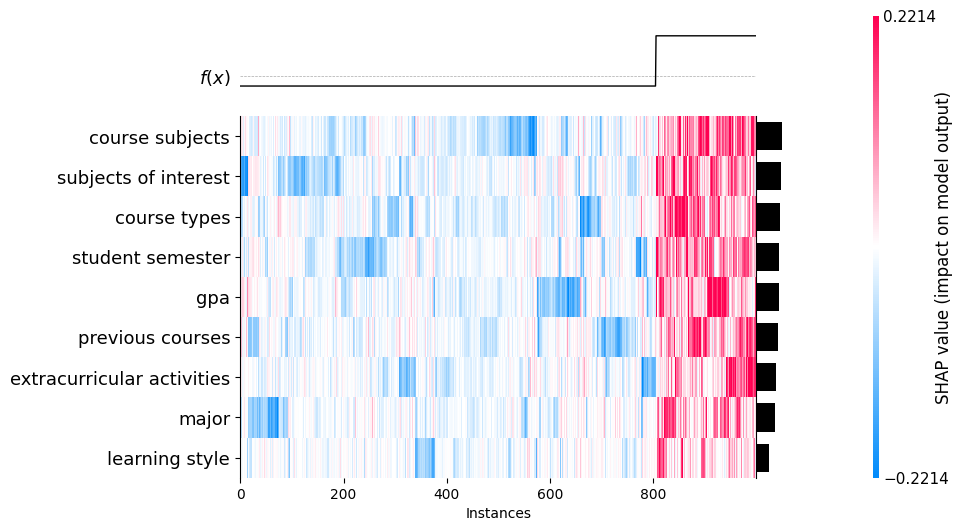 0.2214
f(x)
course subjects
subjects of interest
course types
student semester
gpa
previous courses
extracurricular activities
major
learning style
0 200 400 600 800
Instances
SHAP value (impact on model output)
−0.2214